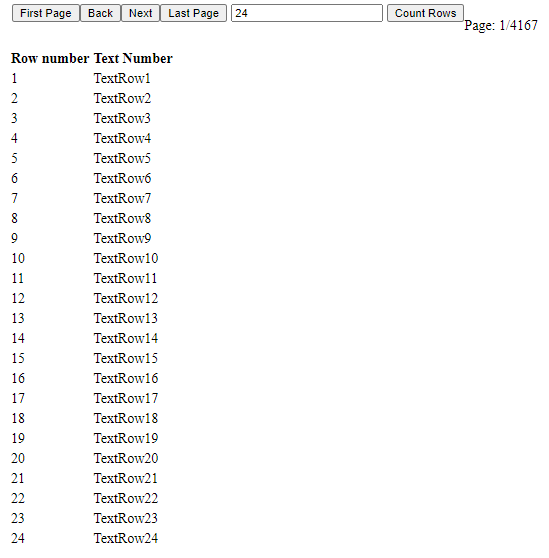 First Page Back Next Last Page 24 Count Rows Page: 1/4167
Row number Text Number
1 TextRow1
2 TextRow2
3 TextRow3
4 TextRow4
5 TextRow5
6 TextRow6
7 TextRow7
8 TextRow8
9 TextRow9
10 TextRow10
11 TextRow11
12 TextRow12
13 TextRow13
14 TextRow14
15 TextRow15
16 TextRow16
17 TextRow17
18 TextRow18
19 TextRow19
20 TextRow20
21 TextRow21
22 TextRow22
23 TextRow23
24 TextRow24